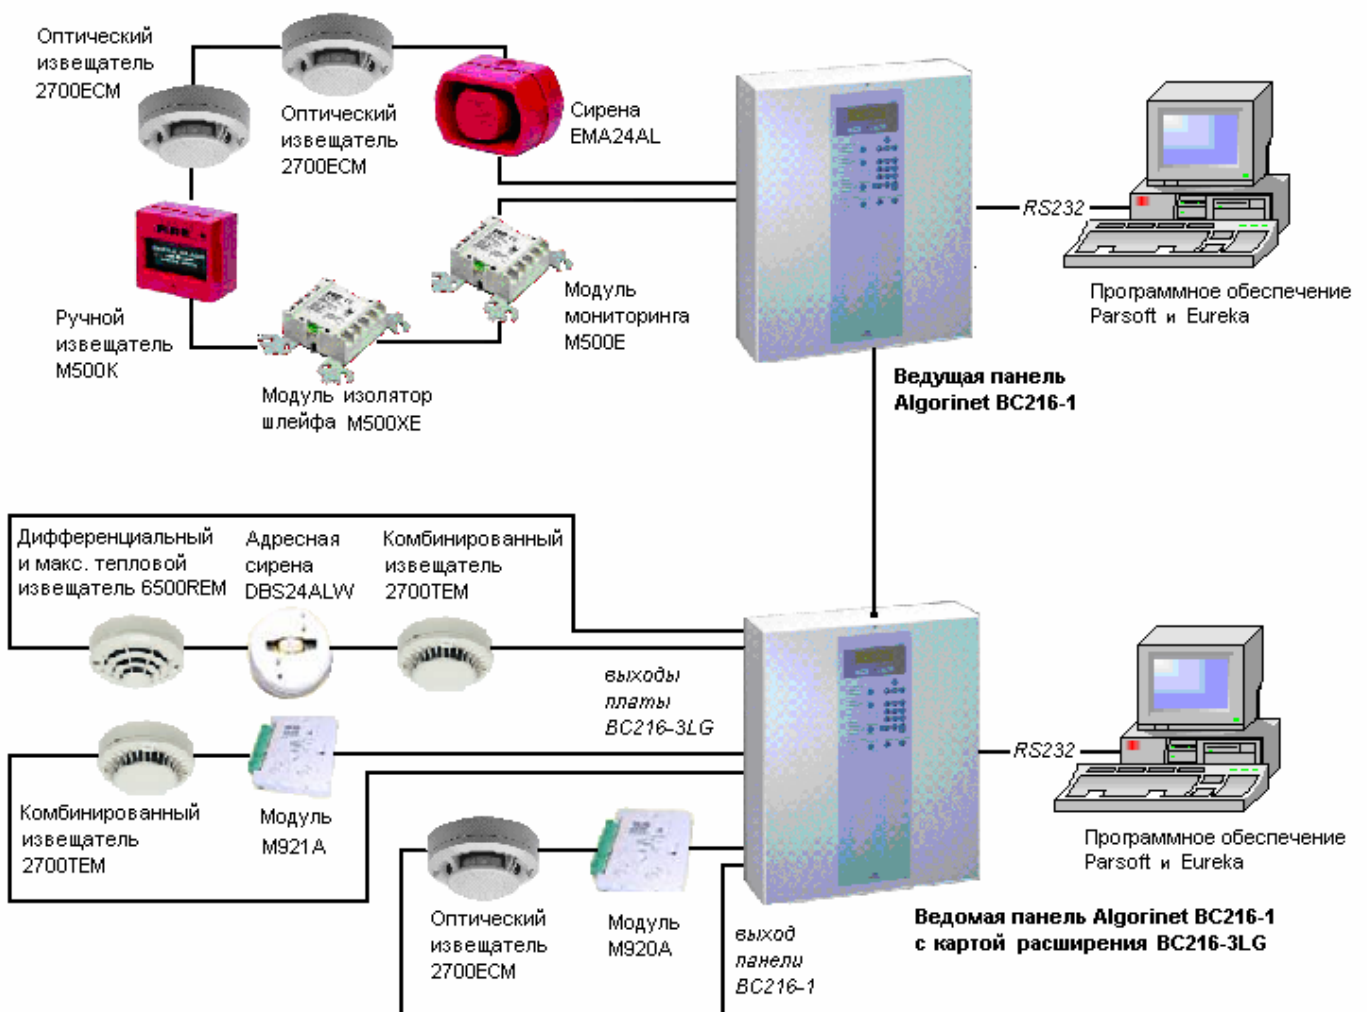 Оптический
извещатель
2700ECM
Оптический
извещатель
2700ECM
Сирена
EMA24AL
RS232
Программное обеспечение
Parsoft и Eureka
Ручной
извещатель
M500K
Модуль изолятор
шлейфа M500XE
Модуль
мониторинга
M500E
Ведущая панель
Algorinet BC216-1
Дифференциальный
и макс. тепловой
извещатель 6500REM
Адресная
сирена
DBS24ALW
Комбинированный
извещатель
2700TEM
выходы
платы
BC216-3LG
RS232
Комбинированный
извещатель
2700TEM
Модуль
M921A
Программное обеспечение
Parsoft и Eureka
Оптический
извещатель
2700ECM
Модуль
M920A
выход
панели
BC216-1
Ведомая панель Algorinet BC216-1
с картой расширения BC216-3LG